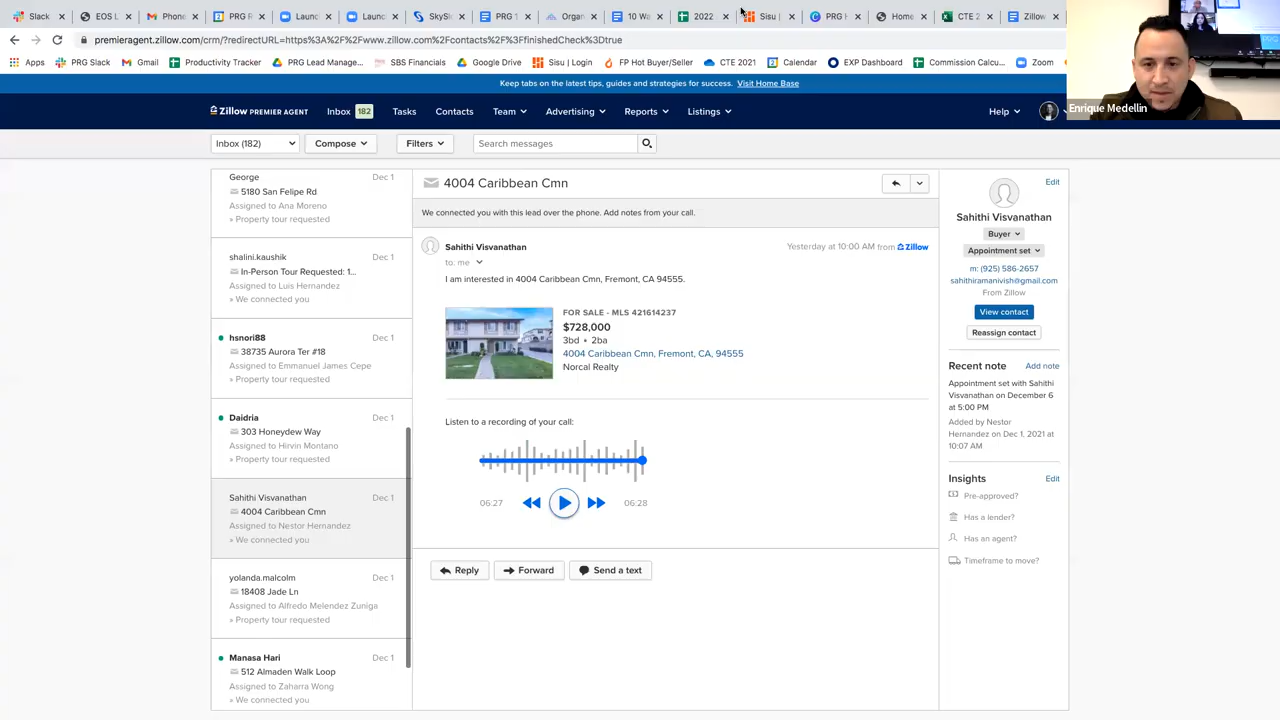 Slack
EOS L
Phone
PRG R
Launc
Launc
SkySl
PRG 1
Organ
10 Wa
2022
Sisu |
PRG H
Home
CTE 2
Zillow
premieragent.zillow.com/crm/?redirectURL=https%3A%2F%2Fwww.zillow.com%2Fcontacts%2F%3FfinishedCheck%3Dtrue
Apps
PRG Slack
Gmail
Productivity Tracker
PRG Lead Manage...
SBS Financials
Google Drive
Sisu | Login
FP Hot Buyer/Seller
CTE 2021
Calendar
EXP Dashboard
Commission Calcu...
Zoom
Enrique Medellin
Keep tabs on the latest tips, guides and strategies for success. Visit Home Base
Zillow PREMIER AGENT
Inbox 182
Tasks
Contacts
Team
Advertising
Reports
Listings
Help
Inbox (182)
Compose
Filters
Search messages
George Dec 1
5180 San Felipe Rd
Assigned to Ana Moreno
» Property tour requested
shalini.kaushik Dec 1
In-Person Tour Requested: 1...
Assigned to Luis Hernandez
» We connected you
hsnori88 Dec 1
38735 Aurora Ter #18
Assigned to Emmanuel James Cepe
» Property tour requested
Daidria Dec 1
303 Honeydew Way
Assigned to Hirvin Montano
» Property tour requested
Sahithi Visvanathan Dec 1
4004 Caribbean Cmn
Assigned to Nestor Hernandez
» We connected you
yolanda.malcolm Dec 1
18408 Jade Ln
Assigned to Alfredo Melendez Zuniga
» Property tour requested
Manasa Hari Dec 1
512 Almaden Walk Loop
Assigned to Zaharra Wong
» We connected you
4004 Caribbean Cmn
We connected you with this lead over the phone. Add notes from your call.
Sahithi Visvanathan
Yesterday at 10:00 AM from Zillow
to: me
I am interested in 4004 Caribbean Cmn, Fremont, CA 94555.
FOR SALE - MLS 421614237
$728,000
3bd • 2ba
4004 Caribbean Cmn, Fremont, CA, 94555
Norcal Realty
Listen to a recording of your call:
06:27
06:28
Reply
Forward
Send a text
Edit
Sahithi Visvanathan
Buyer
Appointment set
m: (925) 586-2657
sahithiramanivish@gmail.com
From Zillow
View contact
Reassign contact
Recent note Add note
Appointment set with Sahithi
Visvanathan on December 6
at 5:00 PM
Added by Nestor
Hernandez on Dec 1, 2021 at
10:07 AM
Insights Edit
Pre-approved?
Has a lender?
Has an agent?
Timeframe to move?